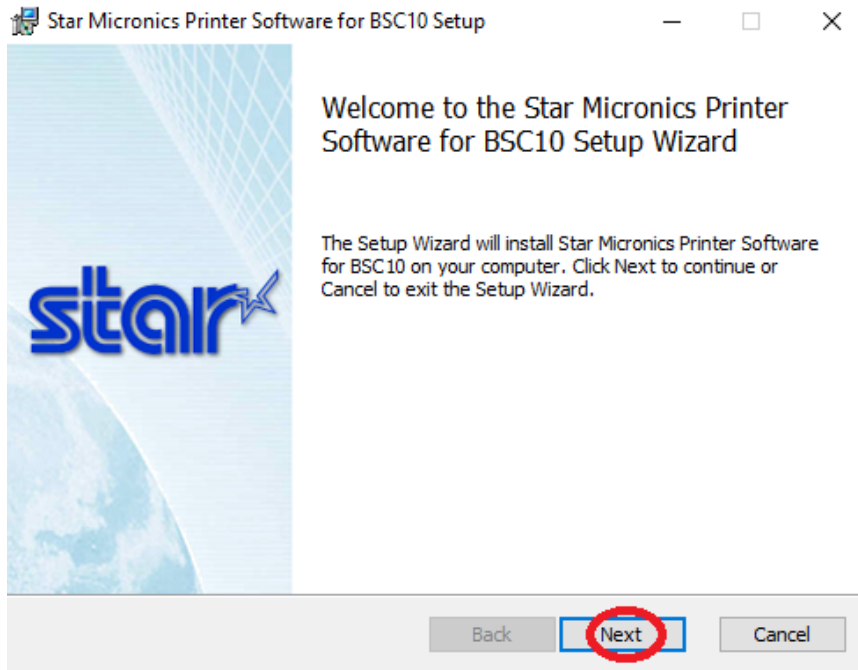 Star Micronics Printer Software for BSC10 Setup
Welcome to the Star Micronics Printer
Software for BSC10 Setup Wizard
The Setup Wizard will install Star Micronics Printer Software
for BSC10 on your computer. Click Next to continue or
Cancel to exit the Setup Wizard.
star
Back
Next
Cancel